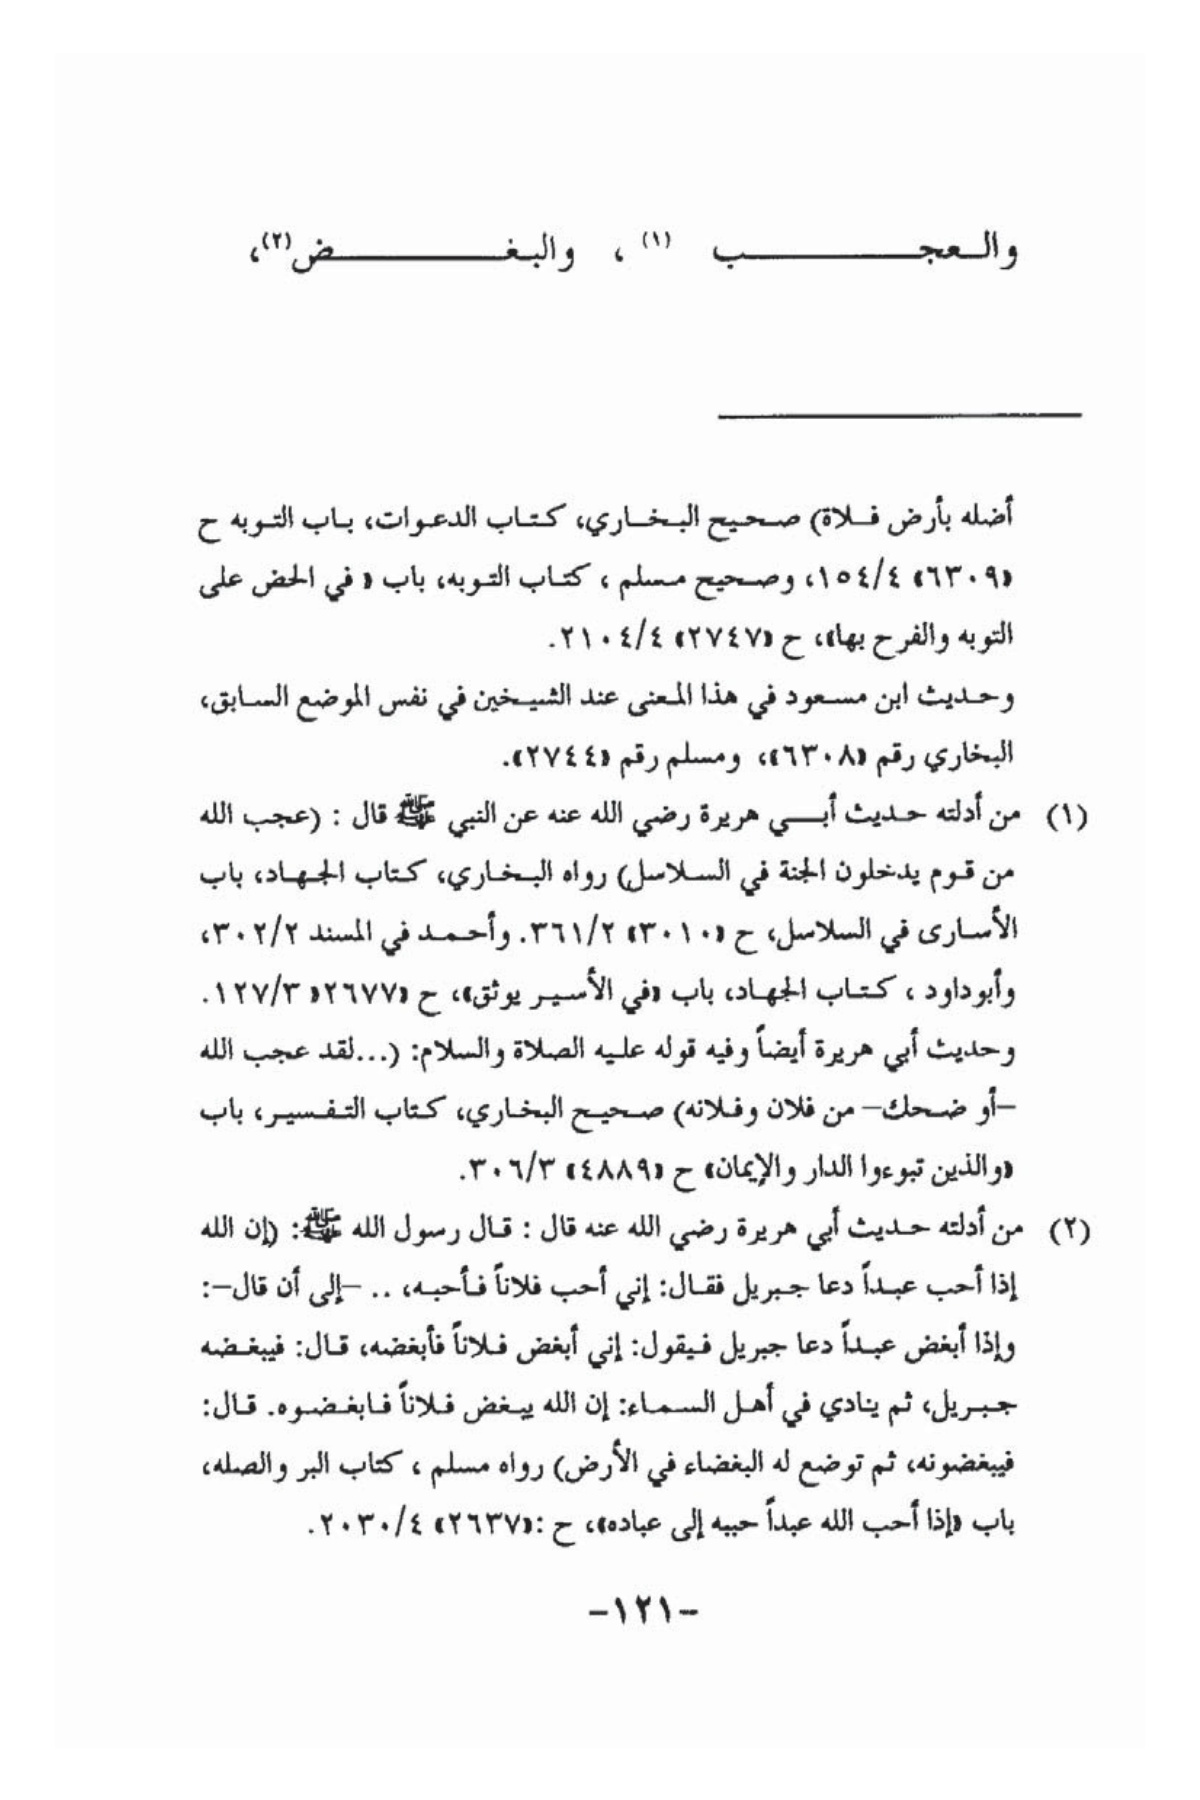 والعجب (١) ، والبغض(٢)،
أضله بأرض فلاة) صحيح البخاري، كتاب الدعوات، باب التوبه ح
«٦٣٠٩» ١٥٤/٤، وصحيح مسلم ، كتاب التوبه، باب « في الحض على
التوبه والفرح بها»، ح «٢٧٤٧» ٢١٠٤/٤.
وحديث ابن مسعود في هذا المعنى عند الشيخين في نفس الموضع السابق،
البخاري رقم «٦٣٠٨»، ومسلم رقم «٢٧٤٤».
(١) من أدلته حديث أبي هريرة رضي الله عنه عن النبي ﷺ قال : (عجب الله
من قوم يدخلون الجنة في السلاسل) رواه البخاري، كتاب الجهاد، باب
الأسارى في السلاسل، ح «٣٠١٠» ٣٦١/٢. وأحمد في المسند ٣٠٢/٢،
وأبوداود ، كتاب الجهاد، باب «في الأسير يوثق»، ح «٢٦٧٧» ١٢٧/٣.
وحديث أبي هريرة أيضاً وفيه قوله عليه الصلاة والسلام: (...لقد عجب الله
–أو ضحك– من فلان وفلانه) صحيح البخاري، كتاب التفسير، باب
«والذين تبوءوا الدار والإيمان» ح «٤٨٨٩» ٣٠٦/٣.
(٢) من أدلته حديث أبي هريرة رضي الله عنه قال : قال رسول الله ﷺ: (إن الله
إذا أحب عبداً دعا جبريل فقال: إني أحب فلاناً فأحبه، .. –إلى أن قال–:
وإذا أبغض عبداً دعا جبريل فيقول: إني أبغض فلاناً فأبغضه، قال: فيبغضه
جبريل، ثم ينادي في أهل السماء: إن الله يبغض فلاناً فابغضوه. قال:
فيبغضونه، ثم توضع له البغضاء في الأرض) رواه مسلم ، كتاب البر والصله،
باب «إذا أحب الله عبداً حببه إلى عباده»، ح :«٢٦٣٧» ٢٠٣٠/٤.
–١٢١–